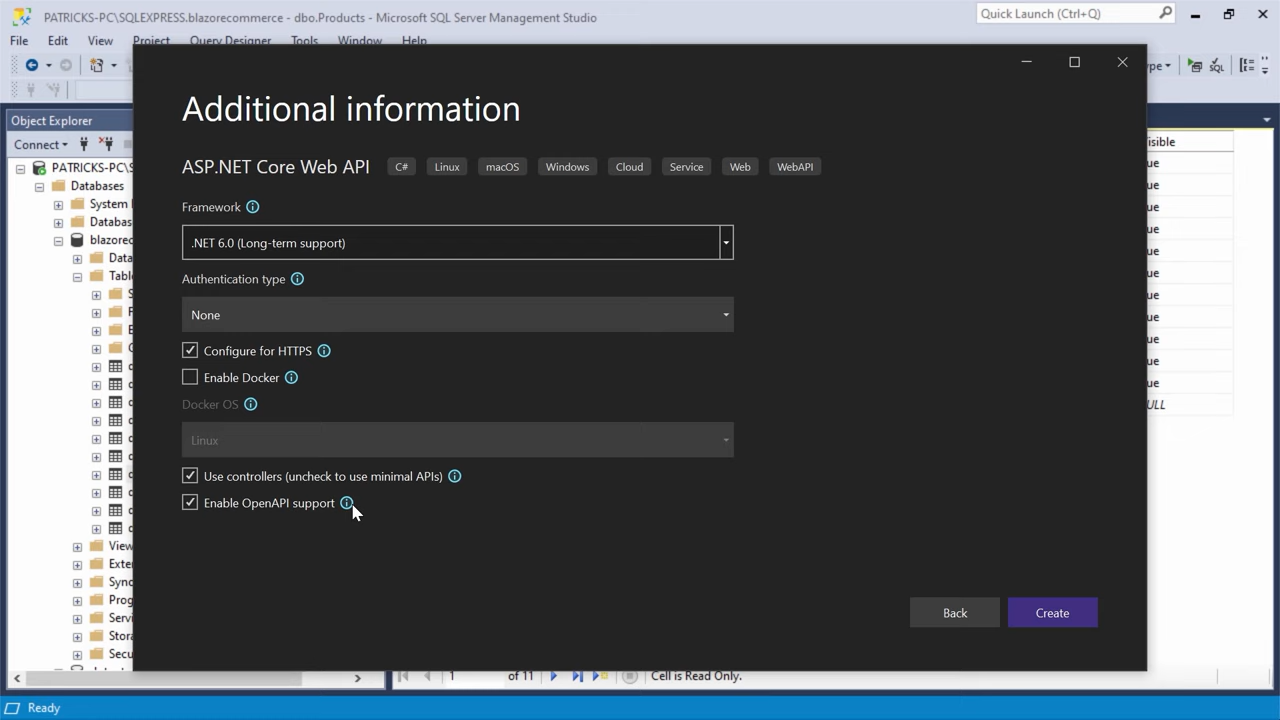 PATRICKS-PC\SQLEXPRESS.blazorecommerce - dbo.Products - Microsoft SQL Server Management Studio
Quick Launch (Ctrl+Q)
File Edit View Project Query Designer Tools Window Help
ype
Object Explorer
Connect
PATRICKS-PC\S
Databases
System
Databas
blazorec
Data
Table
View
Exter
Syno
Prog
Servi
Stora
Secu
Additional information
ASP.NET Core Web API C# Linux macOS Windows Cloud Service Web WebAPI
Framework
.NET 6.0 (Long-term support)
Authentication type
None
Configure for HTTPS
Enable Docker
Docker OS
Linux
Use controllers (uncheck to use minimal APIs)
Enable OpenAPI support
Back Create
isible
ue
ue
ue
ue
ue
ue
ue
ue
ue
ue
ue
ULL
1 of 11 Cell is Read Only.
Ready